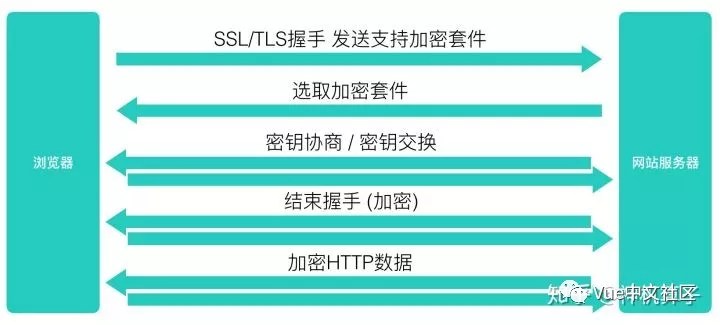 SSL/TLS握手 发送支持加密套件
选取加密套件
密钥协商 / 密钥交换
浏览器
网站服务器
结束握手 (加密)
加密HTTP数据
Vue中文社区